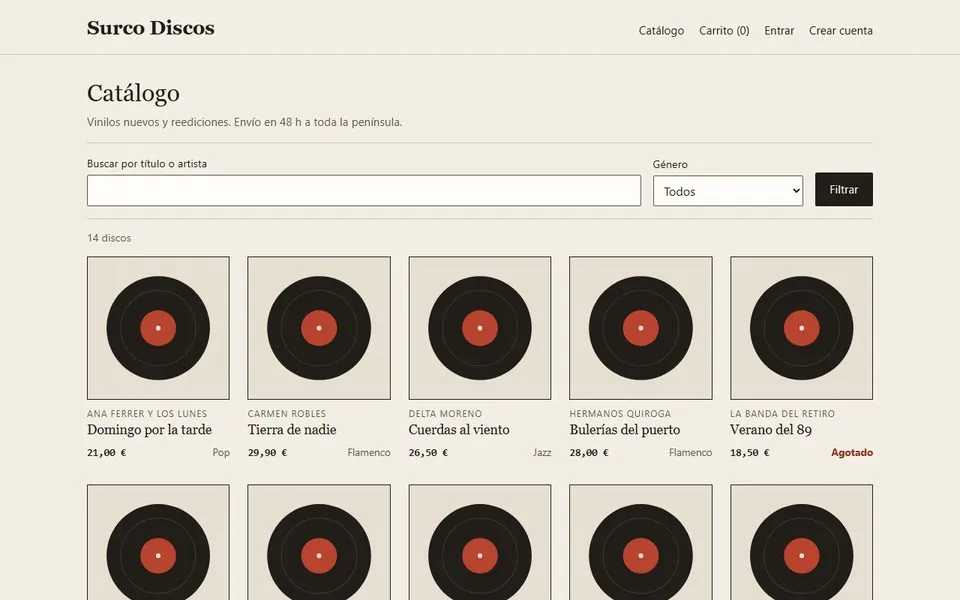 Surco Discos
Catálogo Carrito (0) Entrar Crear cuenta
Catálogo
Vinilos nuevos y reediciones. Envío en 48 h a toda la península.
Buscar por título o artista
Género
Todos
Filtrar
14 discos
ANA FERRER Y LOS LUNES
Domingo por la tarde
21,00 € Pop
CARMEN ROBLES
Tierra de nadie
29,90 € Flamenco
DELTA MORENO
Cuerdas al viento
26,50 € Jazz
HERMANOS QUIROGA
Bulerías del puerto
28,00 € Flamenco
LA BANDA DEL RETIRO
Verano del 89
18,50 € Agotado